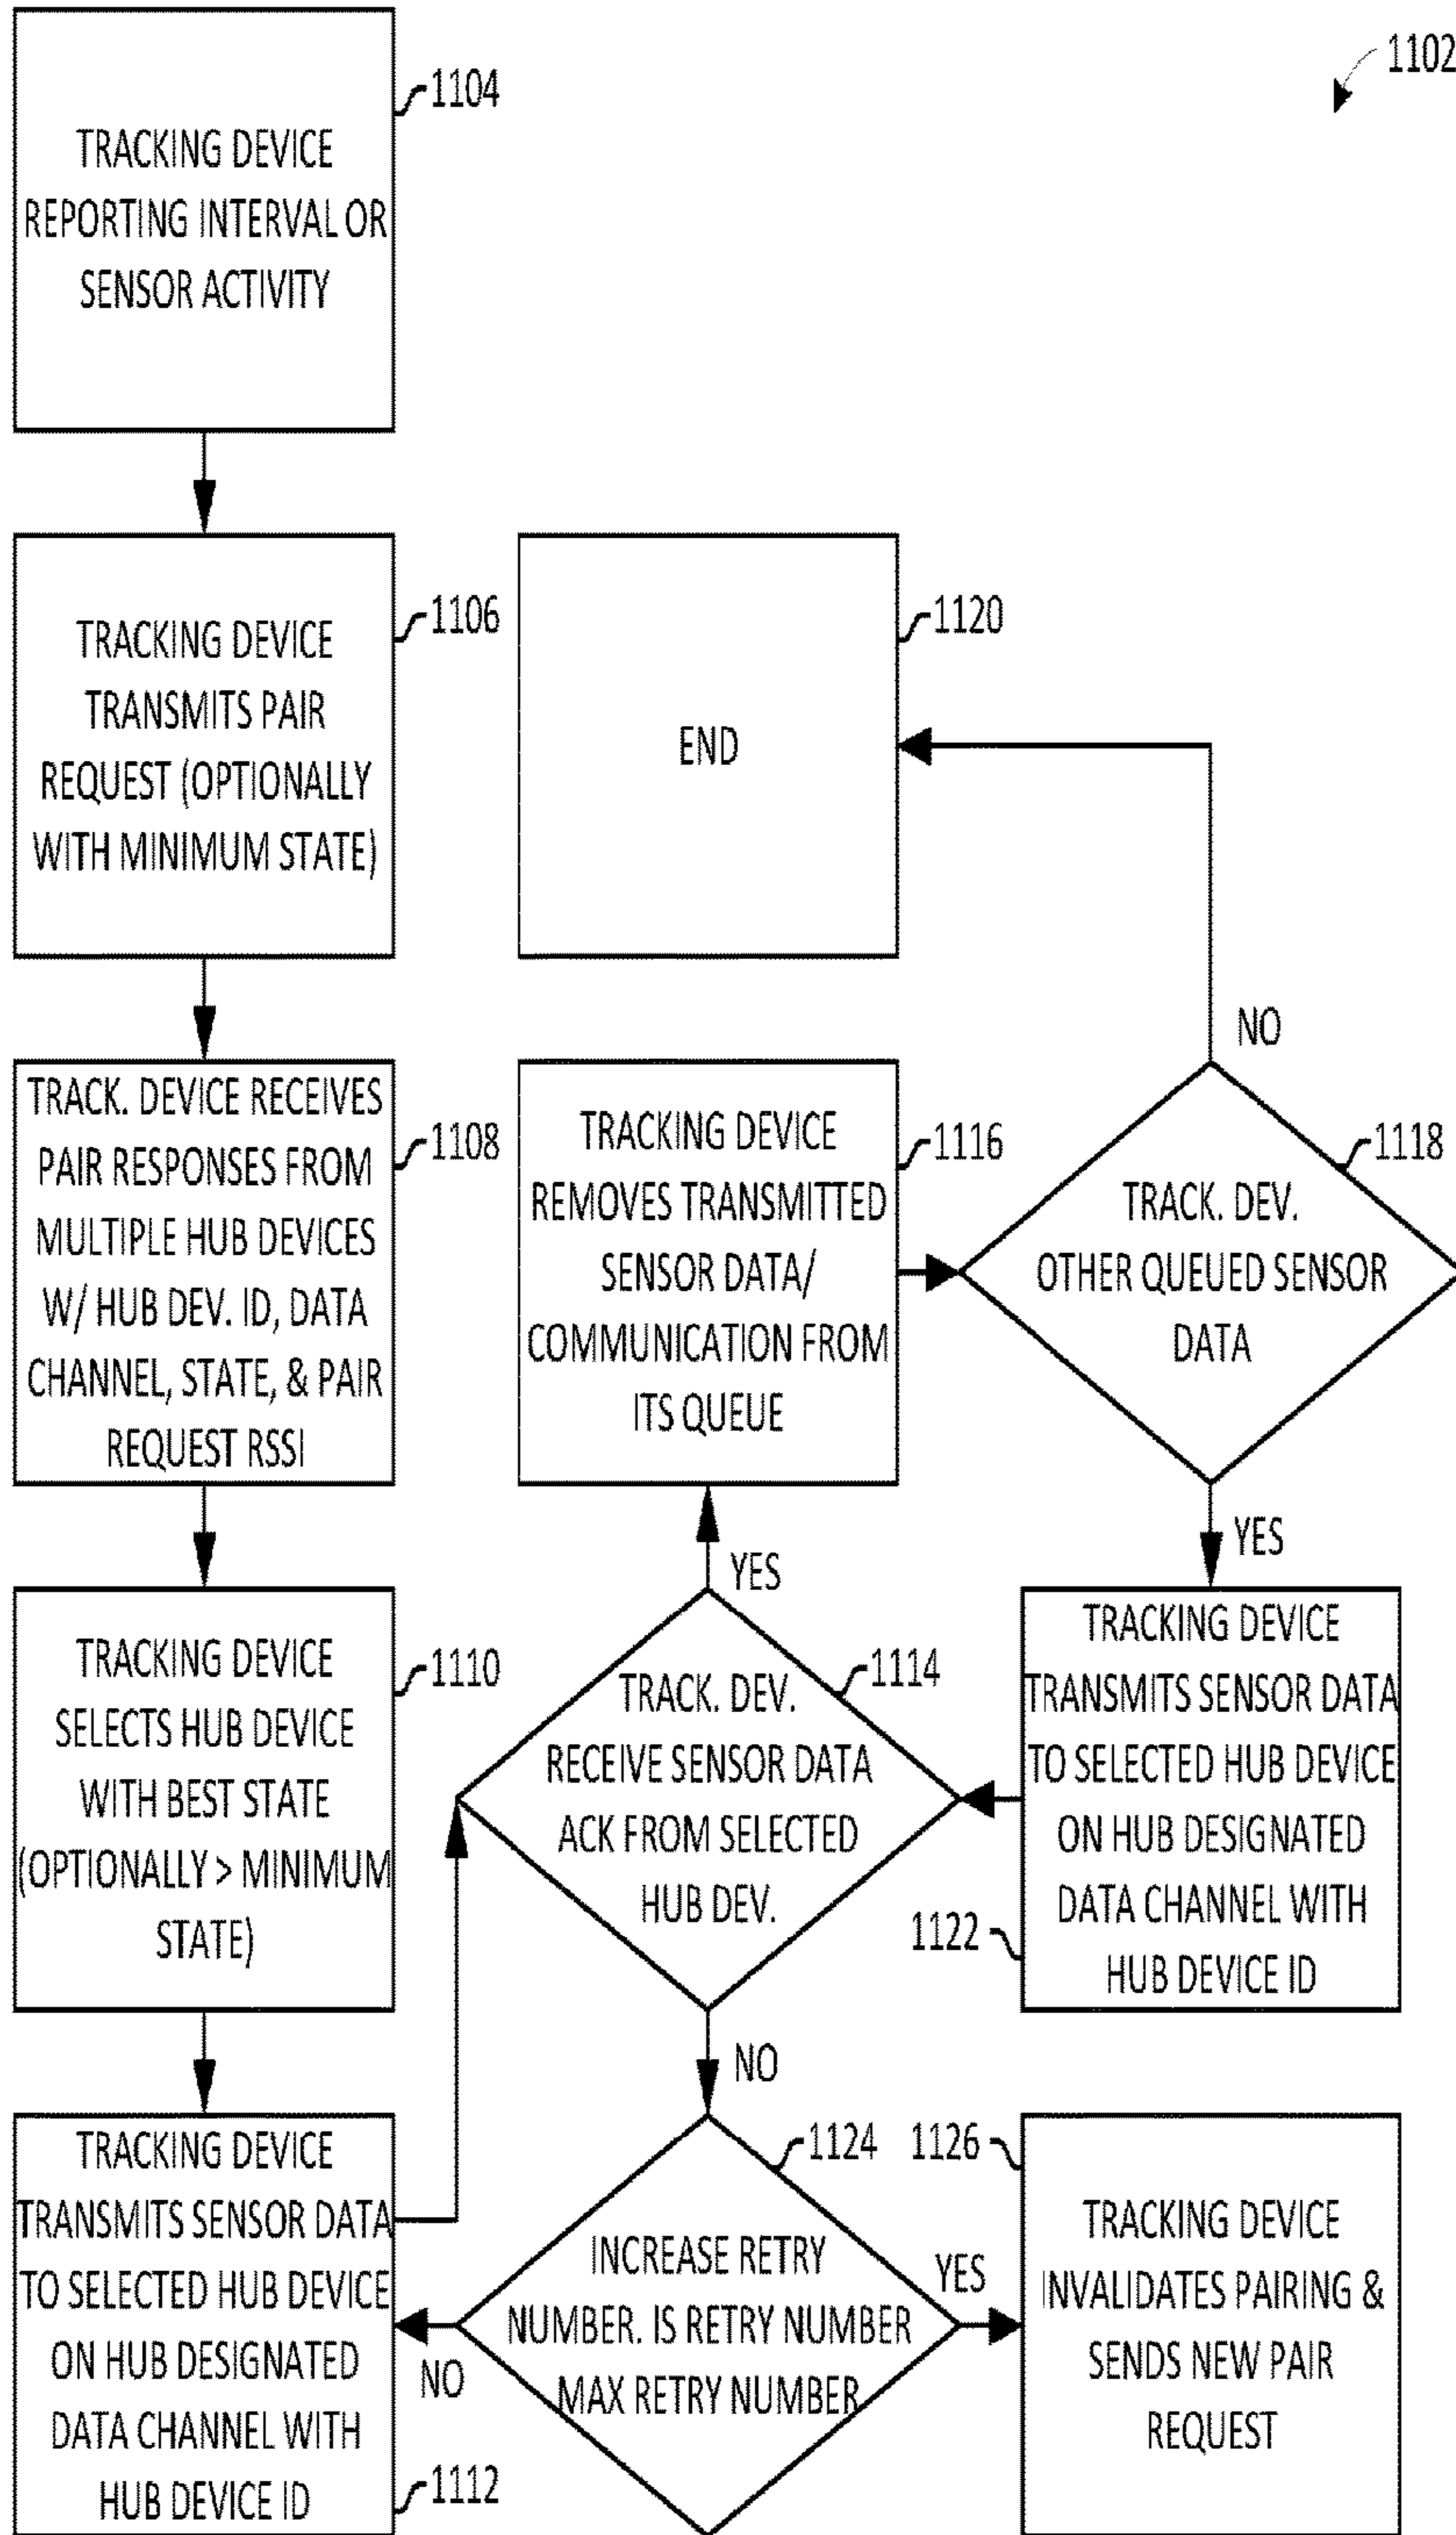 1102
TRACKING DEVICE
REPORTING INTERVAL OR
SENSOR ACTIVITY
1104
TRACKING DEVICE
TRANSMITS PAIR
REQUEST (OPTIONALLY
WITH MINIMUM STATE)
1106
TRACK. DEVICE RECEIVES
PAIR RESPONSES FROM
MULTIPLE HUB DEVICES
W/ HUB DEV. ID, DATA
CHANNEL, STATE, & PAIR
REQUEST RSSI
1108
TRACKING DEVICE
SELECTS HUB DEVICE
WITH BEST STATE
(OPTIONALLY > MINIMUM
STATE)
1110
TRACKING DEVICE
TRANSMITS SENSOR DATA
TO SELECTED HUB DEVICE
ON HUB DESIGNATED
DATA CHANNEL WITH
HUB DEVICE ID
1112
TRACK. DEV.
RECEIVE SENSOR DATA
ACK FROM SELECTED
HUB DEV.
1114
YES
NO
TRACKING DEVICE
REMOVES TRANSMITTED
SENSOR DATA/
COMMUNICATION FROM
ITS QUEUE
1116
TRACK. DEV.
OTHER QUEUED SENSOR
DATA
1118
NO
YES
END
1120
TRACKING DEVICE
TRANSMITS SENSOR DATA
TO SELECTED HUB DEVICE
ON HUB DESIGNATED
DATA CHANNEL WITH
HUB DEVICE ID
1122
INCREASE RETRY
NUMBER. IS RETRY NUMBER
MAX RETRY NUMBER
1124
NO
YES
TRACKING DEVICE
INVALIDATES PAIRING &
SENDS NEW PAIR
REQUEST
1126